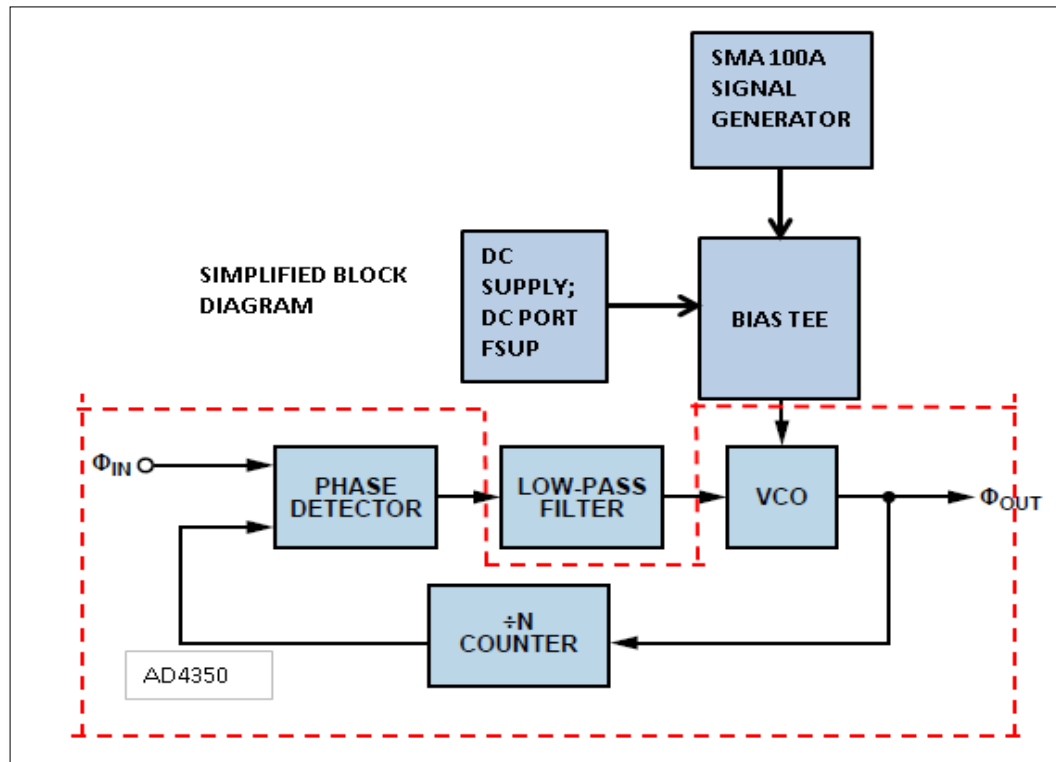 SMA 100A
SIGNAL
GENERATOR
DC
SUPPLY;
DC PORT
FSUP
SIMPLIFIED BLOCK
DIAGRAM
BIAS TEE
ΦIN
PHASE
DETECTOR
LOW-PASS
FILTER
VCO
ΦOUT
÷N
COUNTER
AD4350